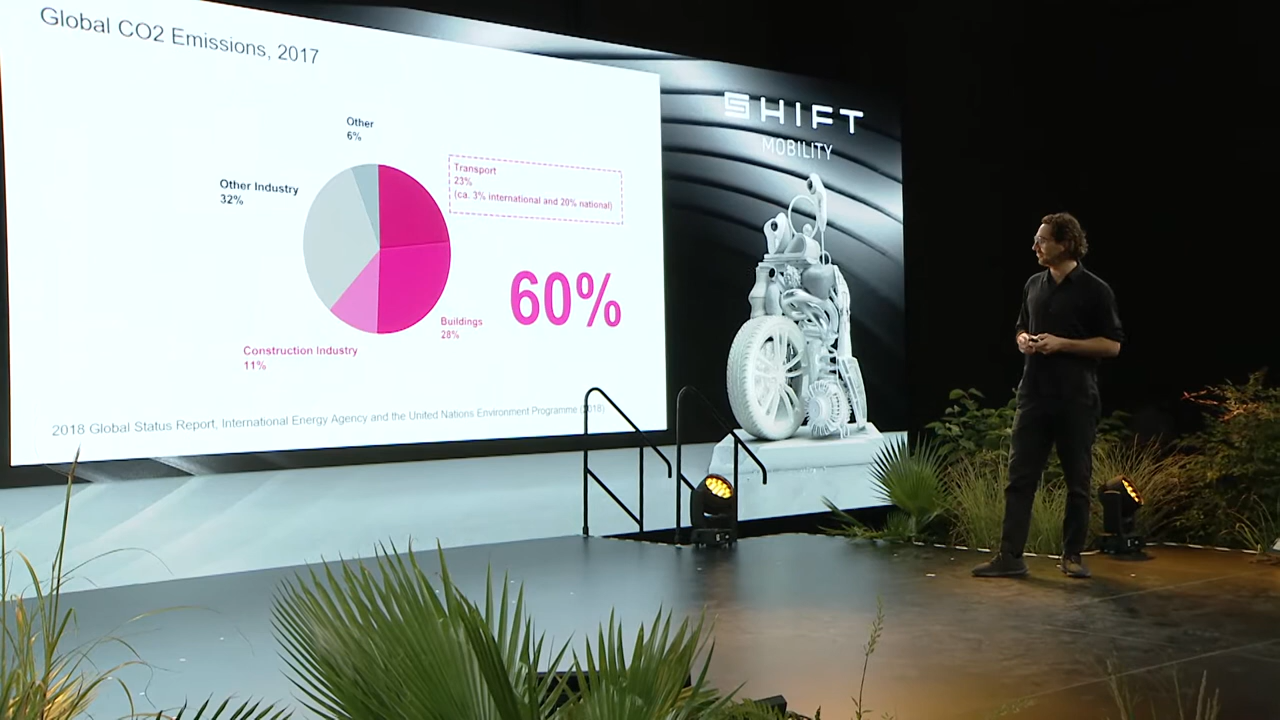 Global CO2 Emissions, 2017
SHIFT
MOBILITY
Other
6%
Transport
23%
(ca. 3% international and 20% national)
Other Industry
32%
60%
Buildings
28%
Construction Industry
11%
2018 Global Status Report, International Energy Agency and the United Nations Environment Programme (2018)